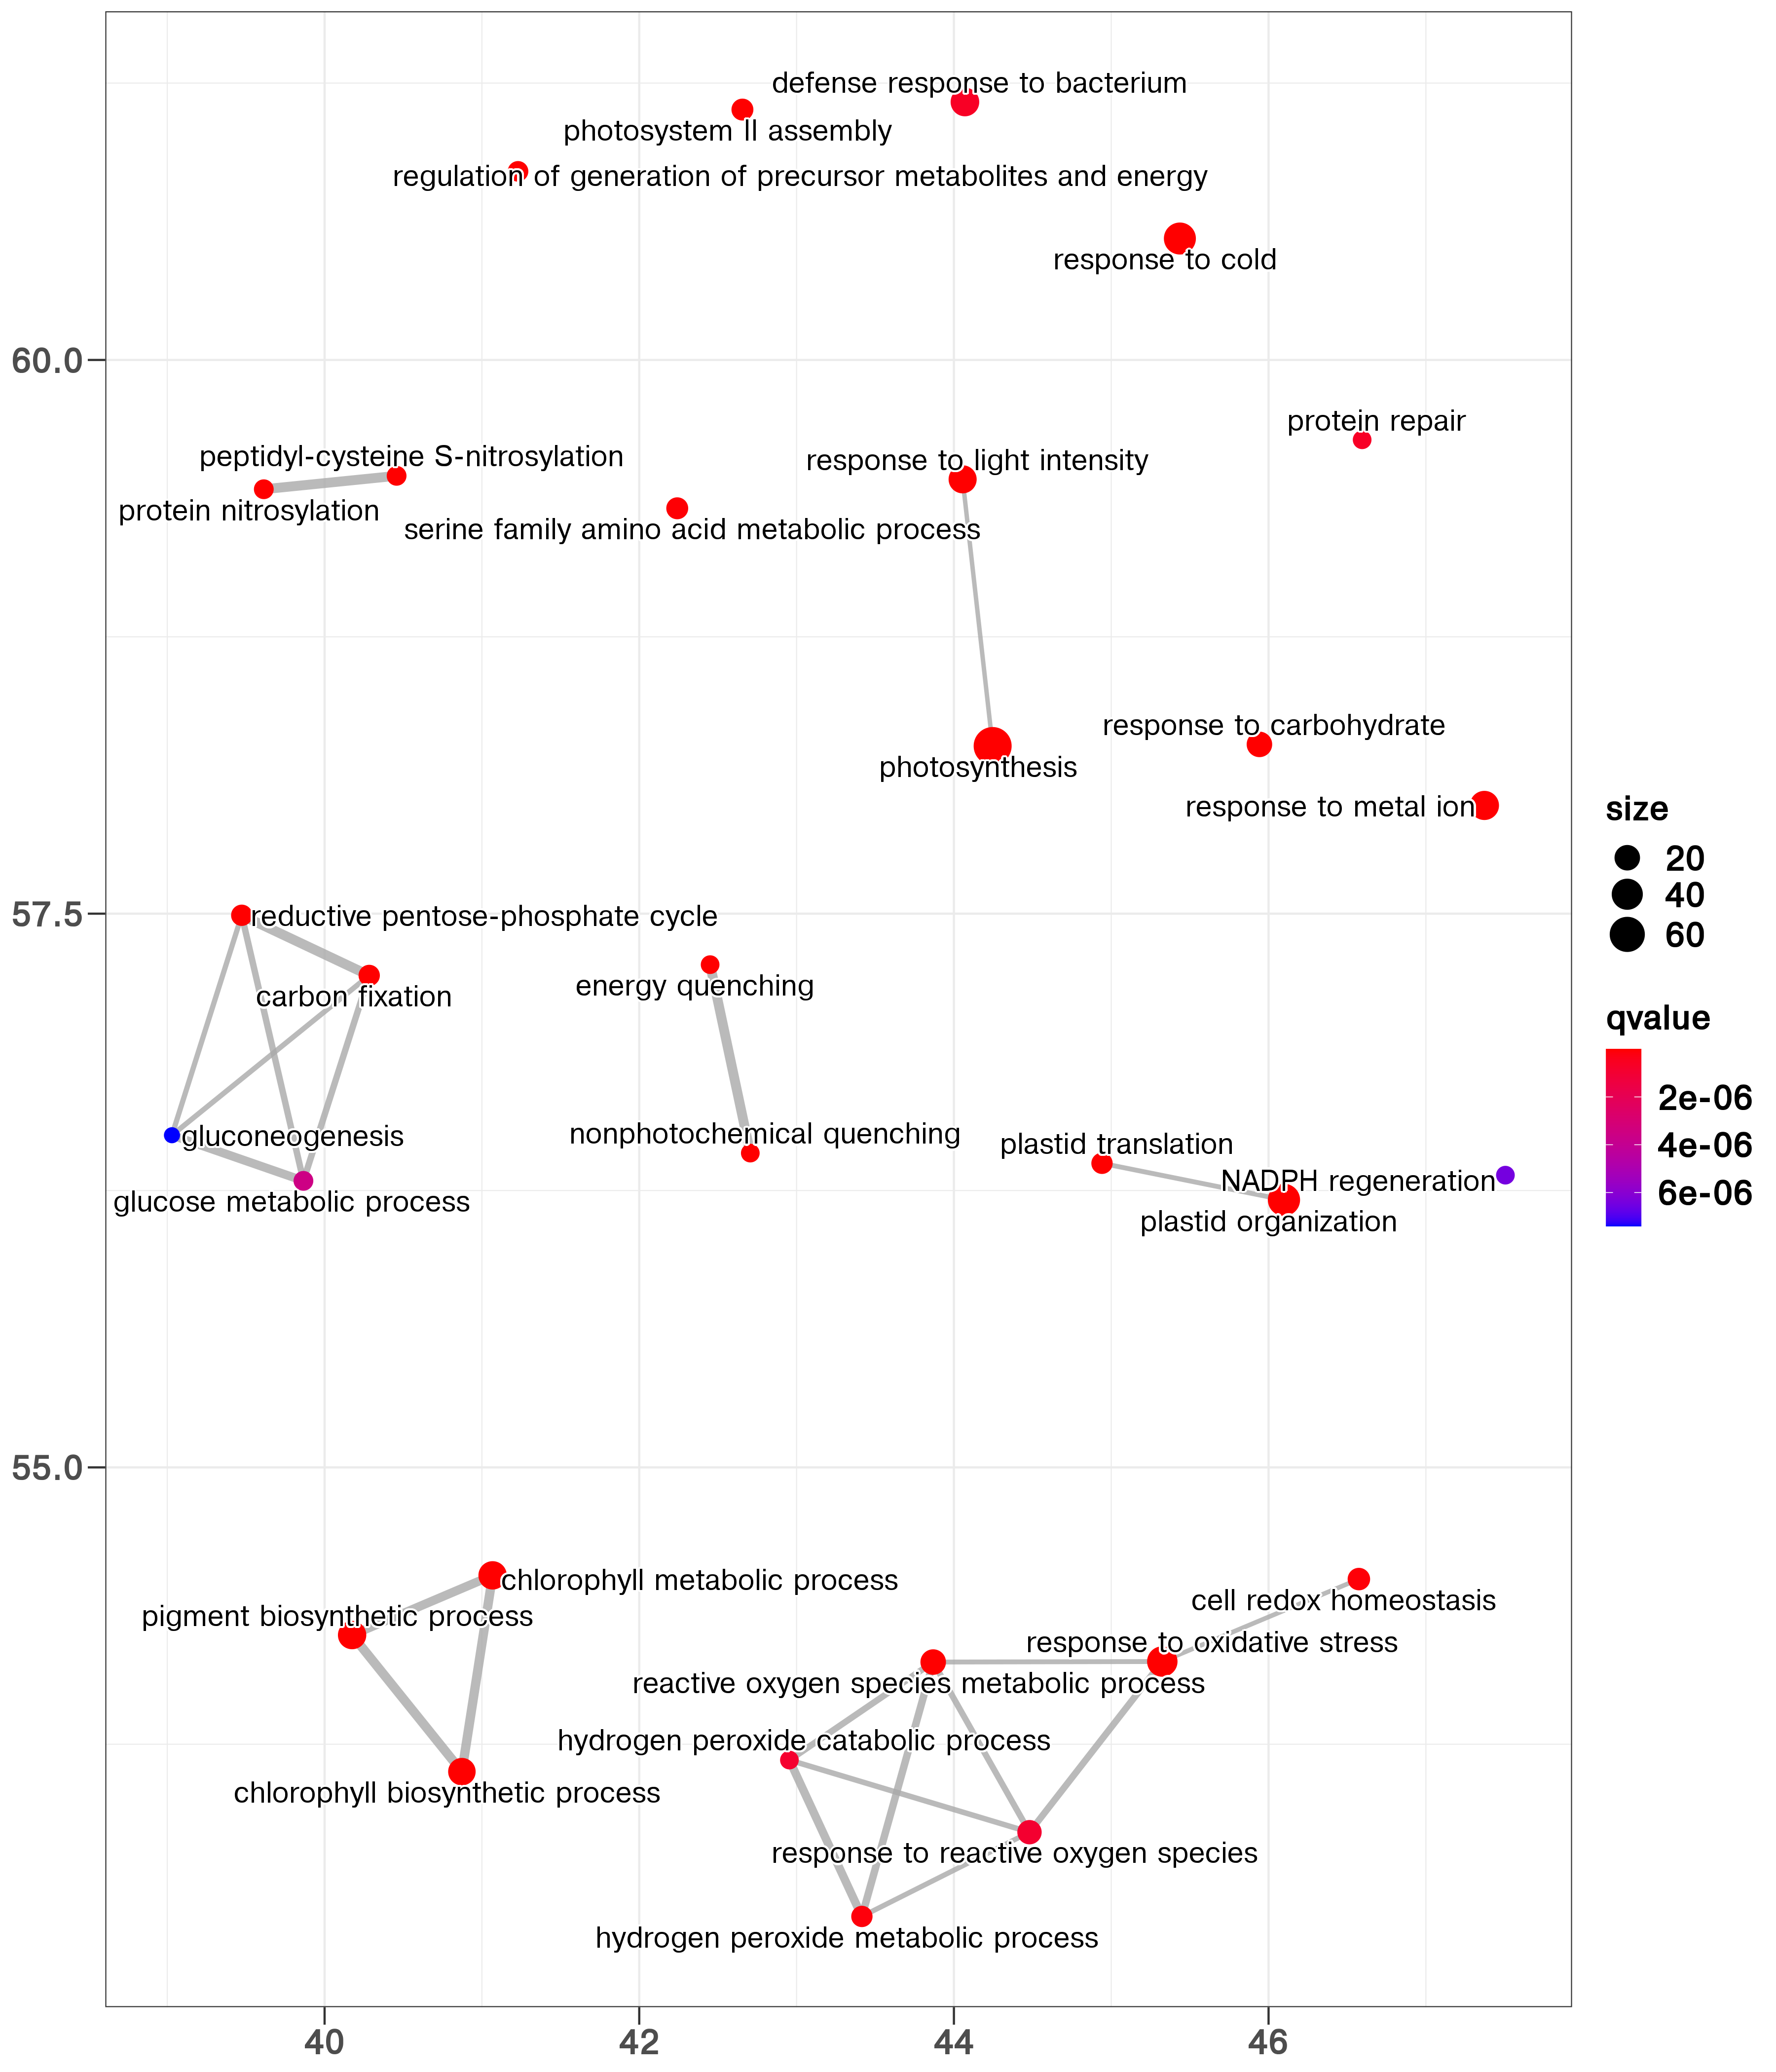 defense response to bacterium
photosystem II assembly
regulation of generation of precursor metabolites and energy
response to cold
60.0
protein repair
peptidyl-cysteine S-nitrosylation
response to light intensity
protein nitrosylation
serine family amino acid metabolic process
response to carbohydrate
photosynthesis
response to metal ion
size
20
40
60
57.5
reductive pentose-phosphate cycle
energy quenching
carbon fixation
qvalue
2e-06
4e-06
6e-06
gluconeogenesis
nonphotochemical quenching
plastid translation
NADPH regeneration
glucose metabolic process
plastid organization
55.0
chlorophyll metabolic process
cell redox homeostasis
pigment biosynthetic process
response to oxidative stress
reactive oxygen species metabolic process
hydrogen peroxide catabolic process
chlorophyll biosynthetic process
response to reactive oxygen species
hydrogen peroxide metabolic process
40
42
44
46